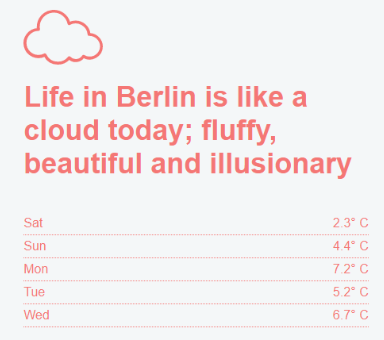 Life in Berlin is like a
cloud today; fluffy,
beautiful and illusionary
Sat 2.3° C
Sun 4.4° C
Mon 7.2° C
Tue 5.2° C
Wed 6.7° C